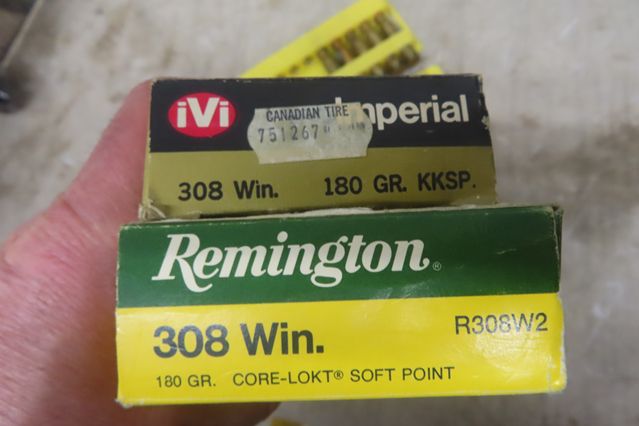 iVi Imperial
CANADIAN TIRE
751267
308 Win. 180 GR. KKSP.
Remington®
308 Win. R308W2
180 GR. CORE-LOKT® SOFT POINT